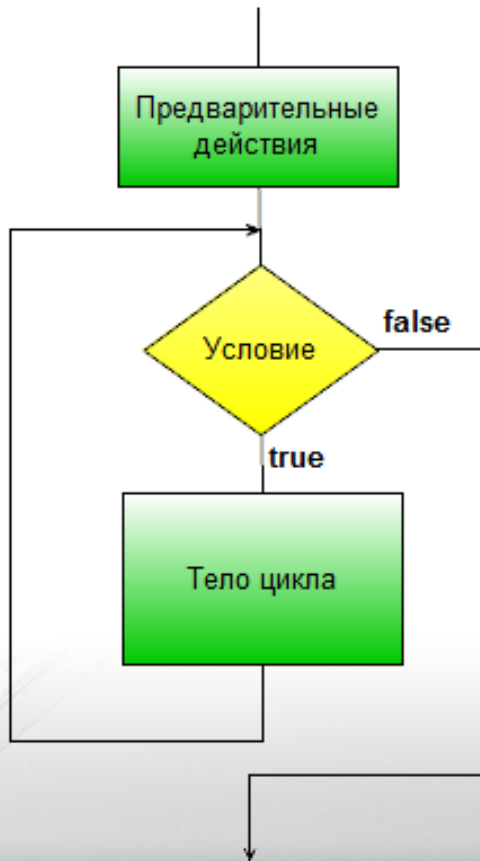 Предварительные
действия
Условие
false
true
Тело цикла